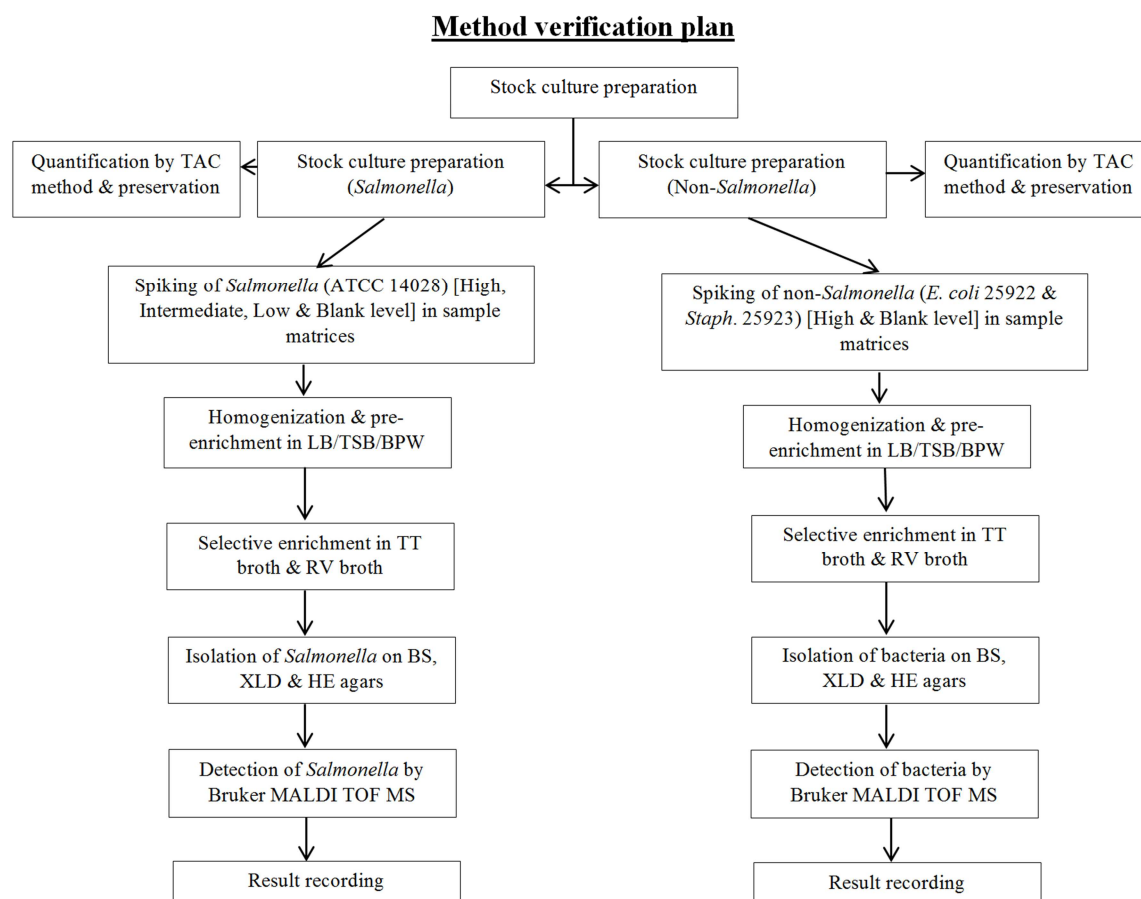 Method verification plan
Stock culture preparation
Quantification by TAC
method & preservation
Stock culture preparation
(Salmonella)
Stock culture preparation
(Non-Salmonella)
Quantification by TAC
method & preservation
Spiking of Salmonella (ATCC 14028) [High,
Intermediate, Low & Blank level] in sample
matrices
Spiking of non-Salmonella (E. coli 25922 &
Staph. 25923) [High & Blank level] in sample
matrices
Homogenization & pre-
enrichment in LB/TSB/BPW
Homogenization & pre-
enrichment in LB/TSB/BPW
Selective enrichment in TT
broth & RV broth
Selective enrichment in TT
broth & RV broth
Isolation of Salmonella on BS,
XLD & HE agars
Isolation of bacteria on BS,
XLD & HE agars
Detection of Salmonella by
Bruker MALDI TOF MS
Detection of bacteria by
Bruker MALDI TOF MS
Result recording
Result recording